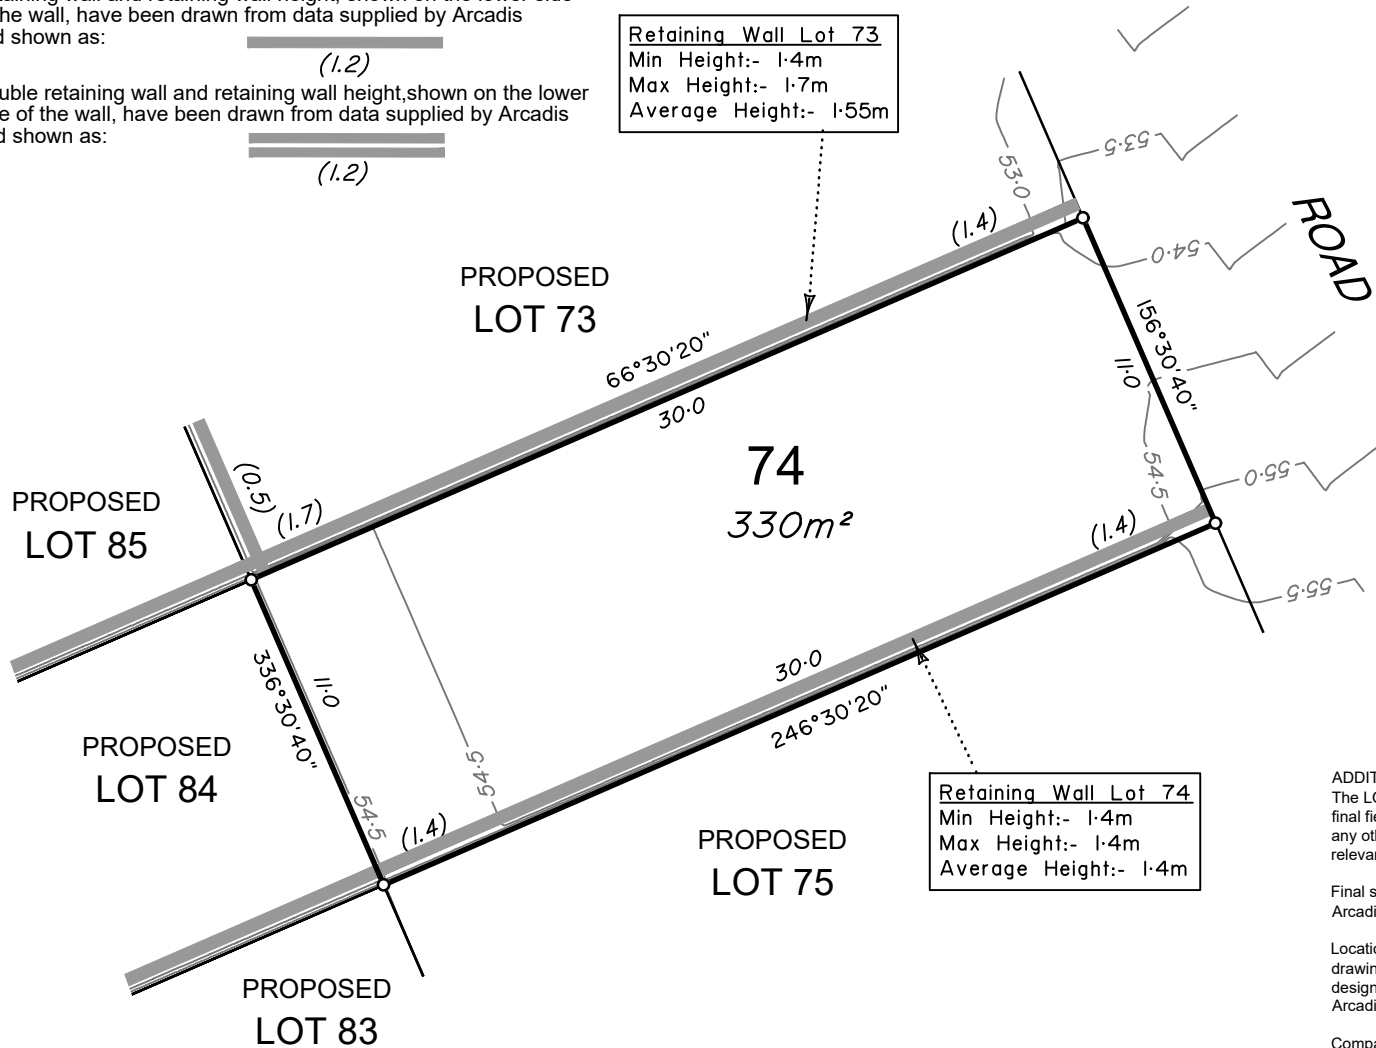 the wall, have been drawn from data supplied by Arcadis
shown as:
(1.2)
retaining wall and retaining wall height,shown on the lower
of the wall, have been drawn from data supplied by Arcadis
shown as:
(1.2)
Retaining Wall Lot 73
Min Height:- 1·4m
Max Height:- 1·7m
Average Height:- 1·55m
53·0
53·5
54·0
ROAD
(1.4)
PROPOSED
LOT 73
66°30'20"
30·0
156°30'40"
11·0
74
330m²
54·5
55·0
(1.4)
55·5
(0.5)
(1.7)
PROPOSED
LOT 85
336°30'40"
11·0
30·0
246°30'20"
54·5
PROPOSED
LOT 84
54·5
(1.4)
PROPOSED
LOT 75
Retaining Wall Lot 74
Min Height:- 1·4m
Max Height:- 1·4m
Average Height:- 1·4m
PROPOSED
LOT 83
The
final
any
Final